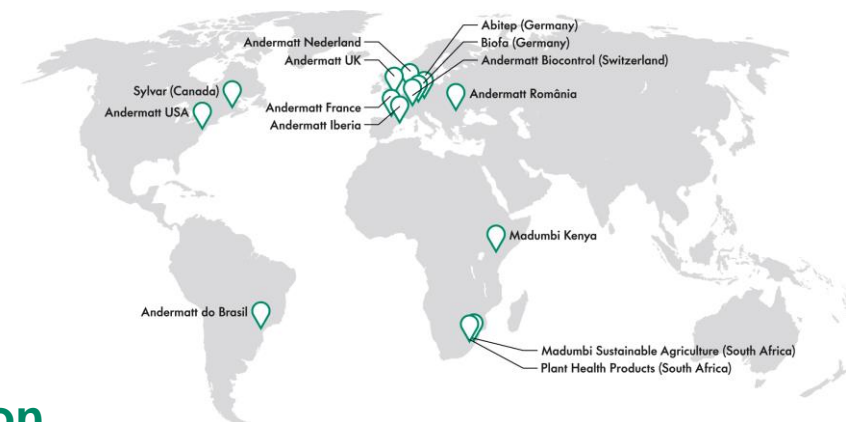 Abitep (Germany)
Andermatt Nederland
Biofa (Germany)
Andermatt UK
Andermatt Biocontrol (Switzerland)
Sylvar (Canada)
Andermatt România
Andermatt USA
Andermatt France
Andermatt Iberia
Madumbi Kenya
Andermatt do Brasil
Madumbi Sustainable Agriculture (South Africa)
Plant Health Products (South Africa)
on